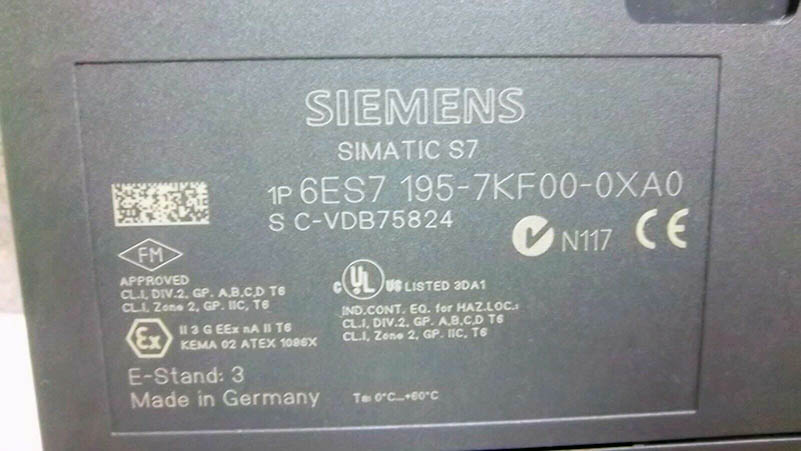 SIEMENS
SIMATIC S7
1P 6ES7 195-7KF00-0XA0
S C-VDB75824
N117 CE
FM
APPROVED
CL.I, DIV.2, GP. A,B,C,D T6
CL.I, Zone 2, GP. IIC, T6
C UL US LISTED 3DA1
IND.CONT. EQ. for HAZ.LOC.:
CL.I, DIV.2, GP. A,B,C,D T6
CL.I, Zone 2, GP. IIC, T6
Ex II 3 G EEx nA II T6
KEMA 02 ATEX 1096X
E-Stand: 3
Made in Germany
Ta: 0°C...+60°C